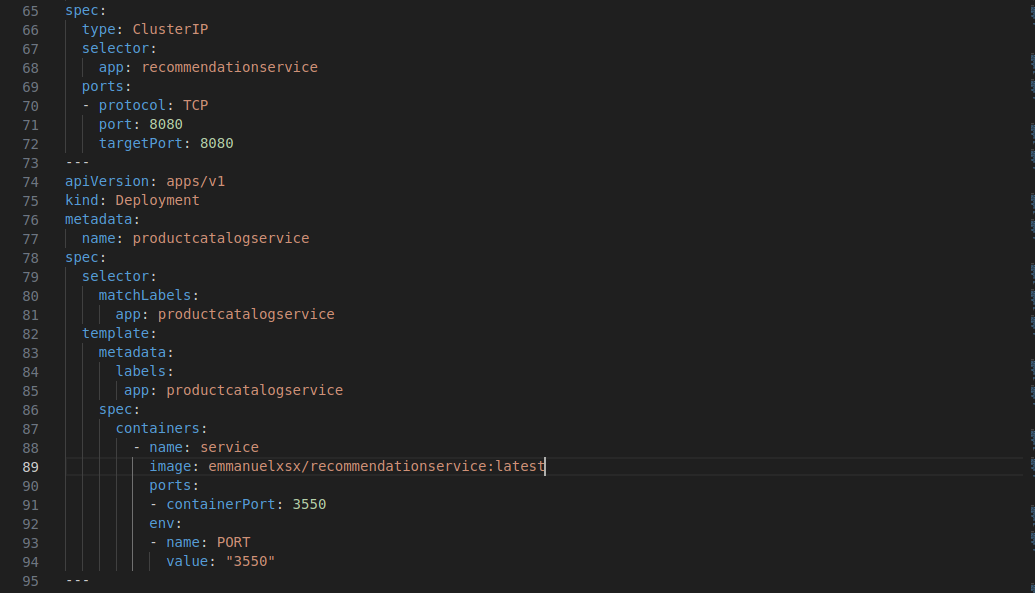 65 spec:
66   type: ClusterIP
67   selector:
68     app: recommendationservice
69   ports:
70   - protocol: TCP
71     port: 8080
72     targetPort: 8080
73 ---
74 apiVersion: apps/v1
75 kind: Deployment
76 metadata:
77   name: productcatalogservice
78 spec:
79   selector:
80     matchLabels:
81       app: productcatalogservice
82   template:
83     metadata:
84       labels:
85        app: productcatalogservice
86     spec:
87       containers:
88         - name: service
89           image: emmanuelxsx/recommendationservice:latest
90           ports:
91           - containerPort: 3550
92           env:
93           - name: PORT
94             value: "3550"
95 ---